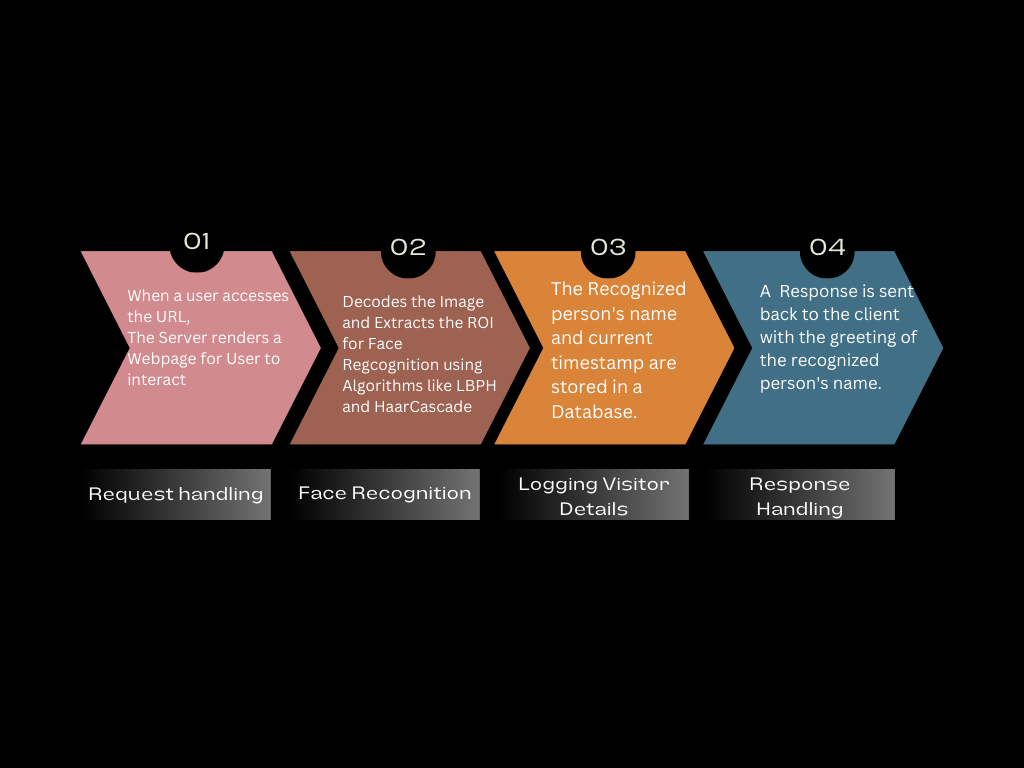 01
When a user accesses
the URL,
The Server renders a
Webpage for User to
interact
Request handling
02
Decodes the Image
and Extracts the ROI
for Face
Regcognition using
Algorithms like LBPH
and HaarCascade
Face Recognition
03
The Recognized
person's name
and current
timestamp are
stored in a
Database.
Logging Visitor
Details
04
A  Response is sent
back to the client
with the greeting of
the recognized
person's name.
Response
Handling